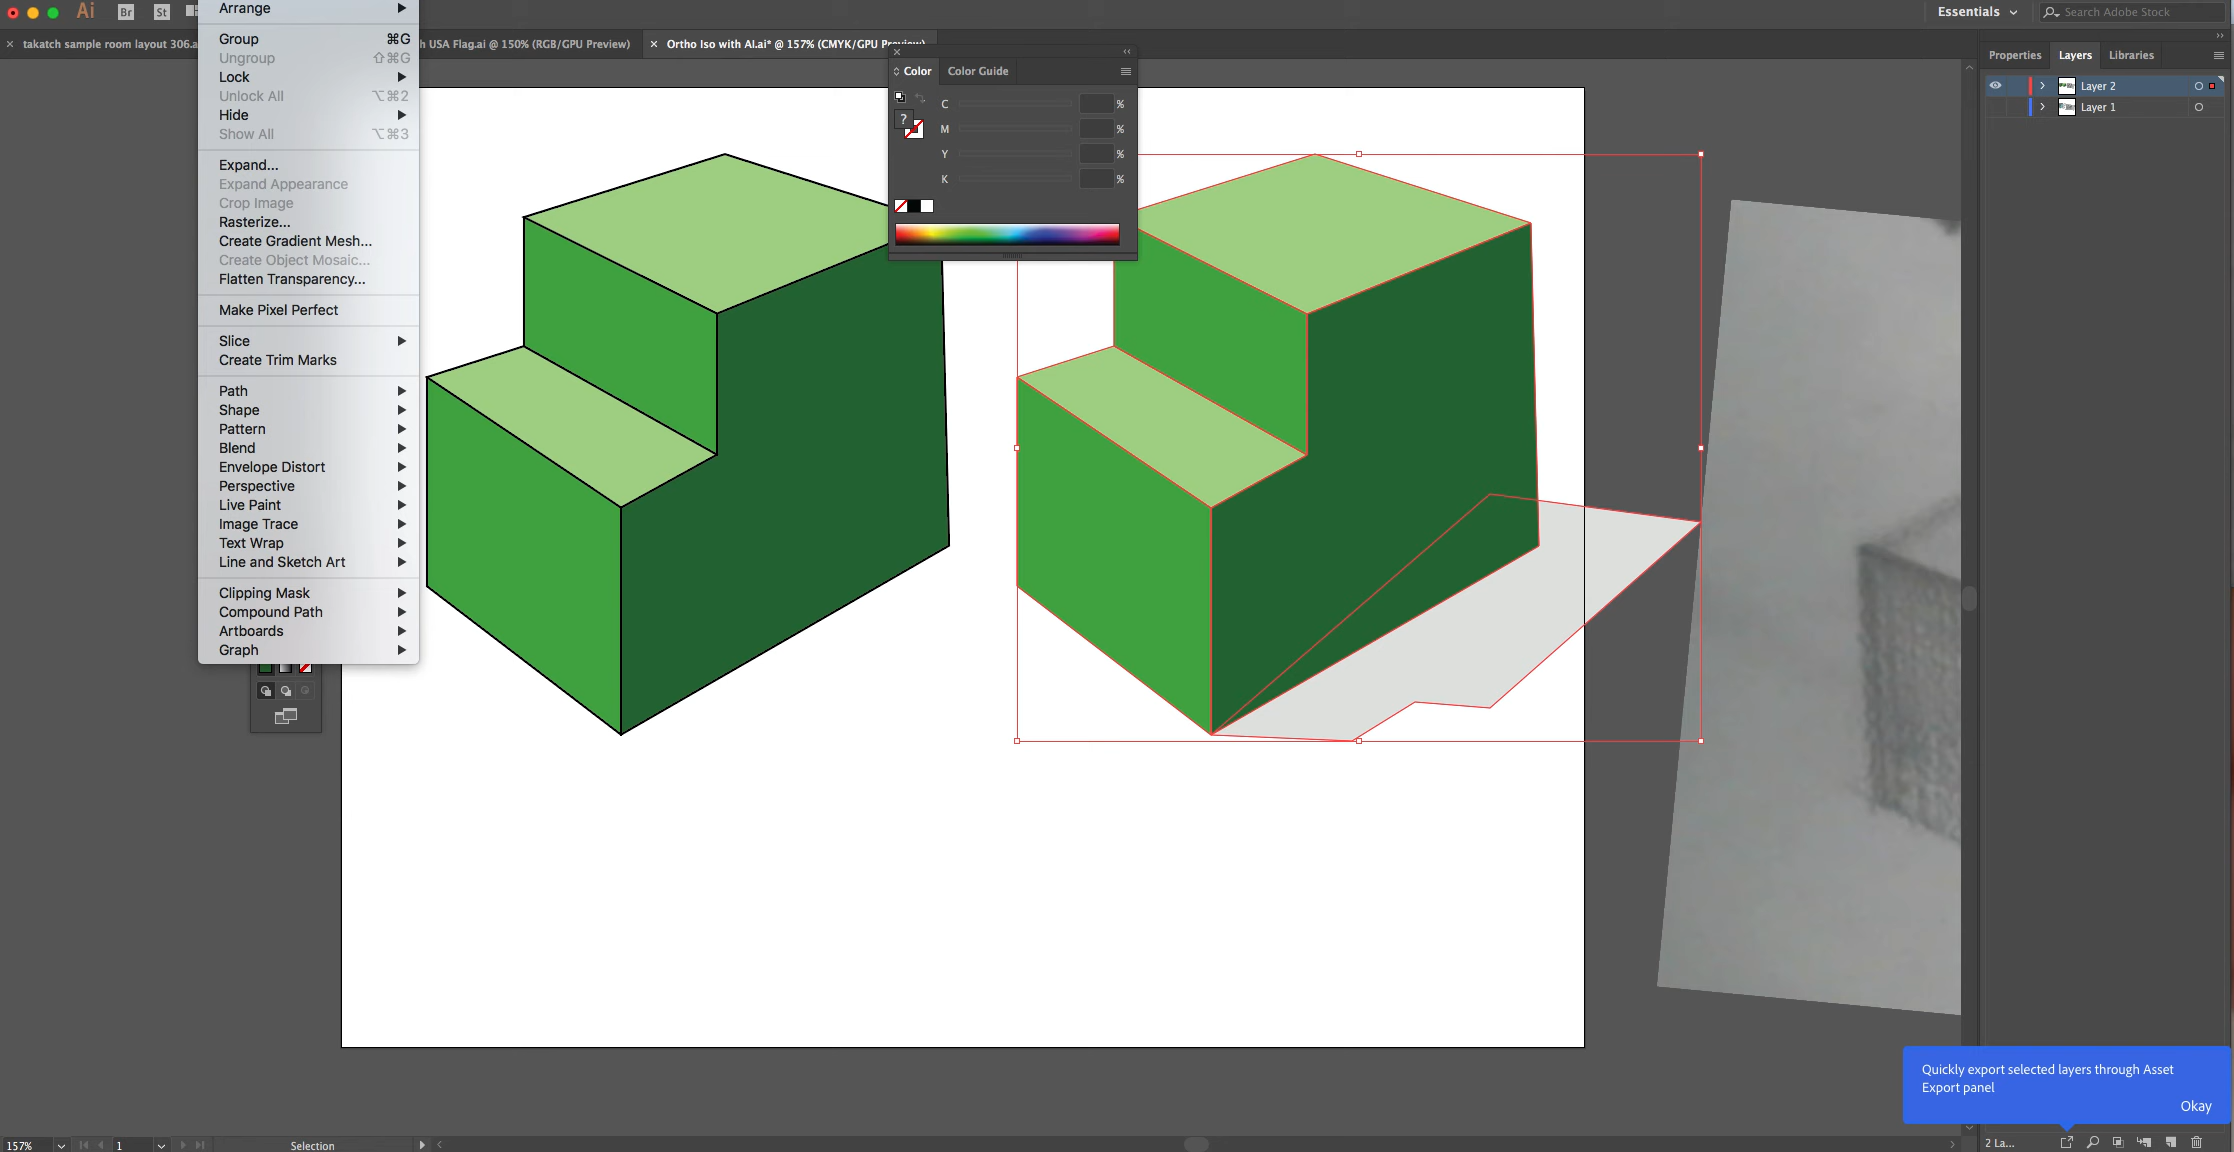 Ai Br St
Essentials
Search Adobe Stock
takatch sample room layout 306.a
h USA Flag.ai @ 150% (RGB/GPU Preview)
Ortho Iso with AI.ai* @ 157% (CMYK/GPU Preview)
Arrange
Group ⌘G
Ungroup ⇧⌘G
Lock
Unlock All ⌥⌘2
Hide
Show All ⌥⌘3
Expand...
Expand Appearance
Crop Image
Rasterize...
Create Gradient Mesh...
Create Object Mosaic...
Flatten Transparency...
Make Pixel Perfect
Slice
Create Trim Marks
Path
Shape
Pattern
Blend
Envelope Distort
Perspective
Live Paint
Image Trace
Text Wrap
Line and Sketch Art
Clipping Mask
Compound Path
Artboards
Graph
Color Color Guide
?
C %
M %
Y %
K %
Properties Layers Libraries
Layer 2
Layer 1
Quickly export selected layers through Asset
Export panel
Okay
157% 1 Selection
2 La...